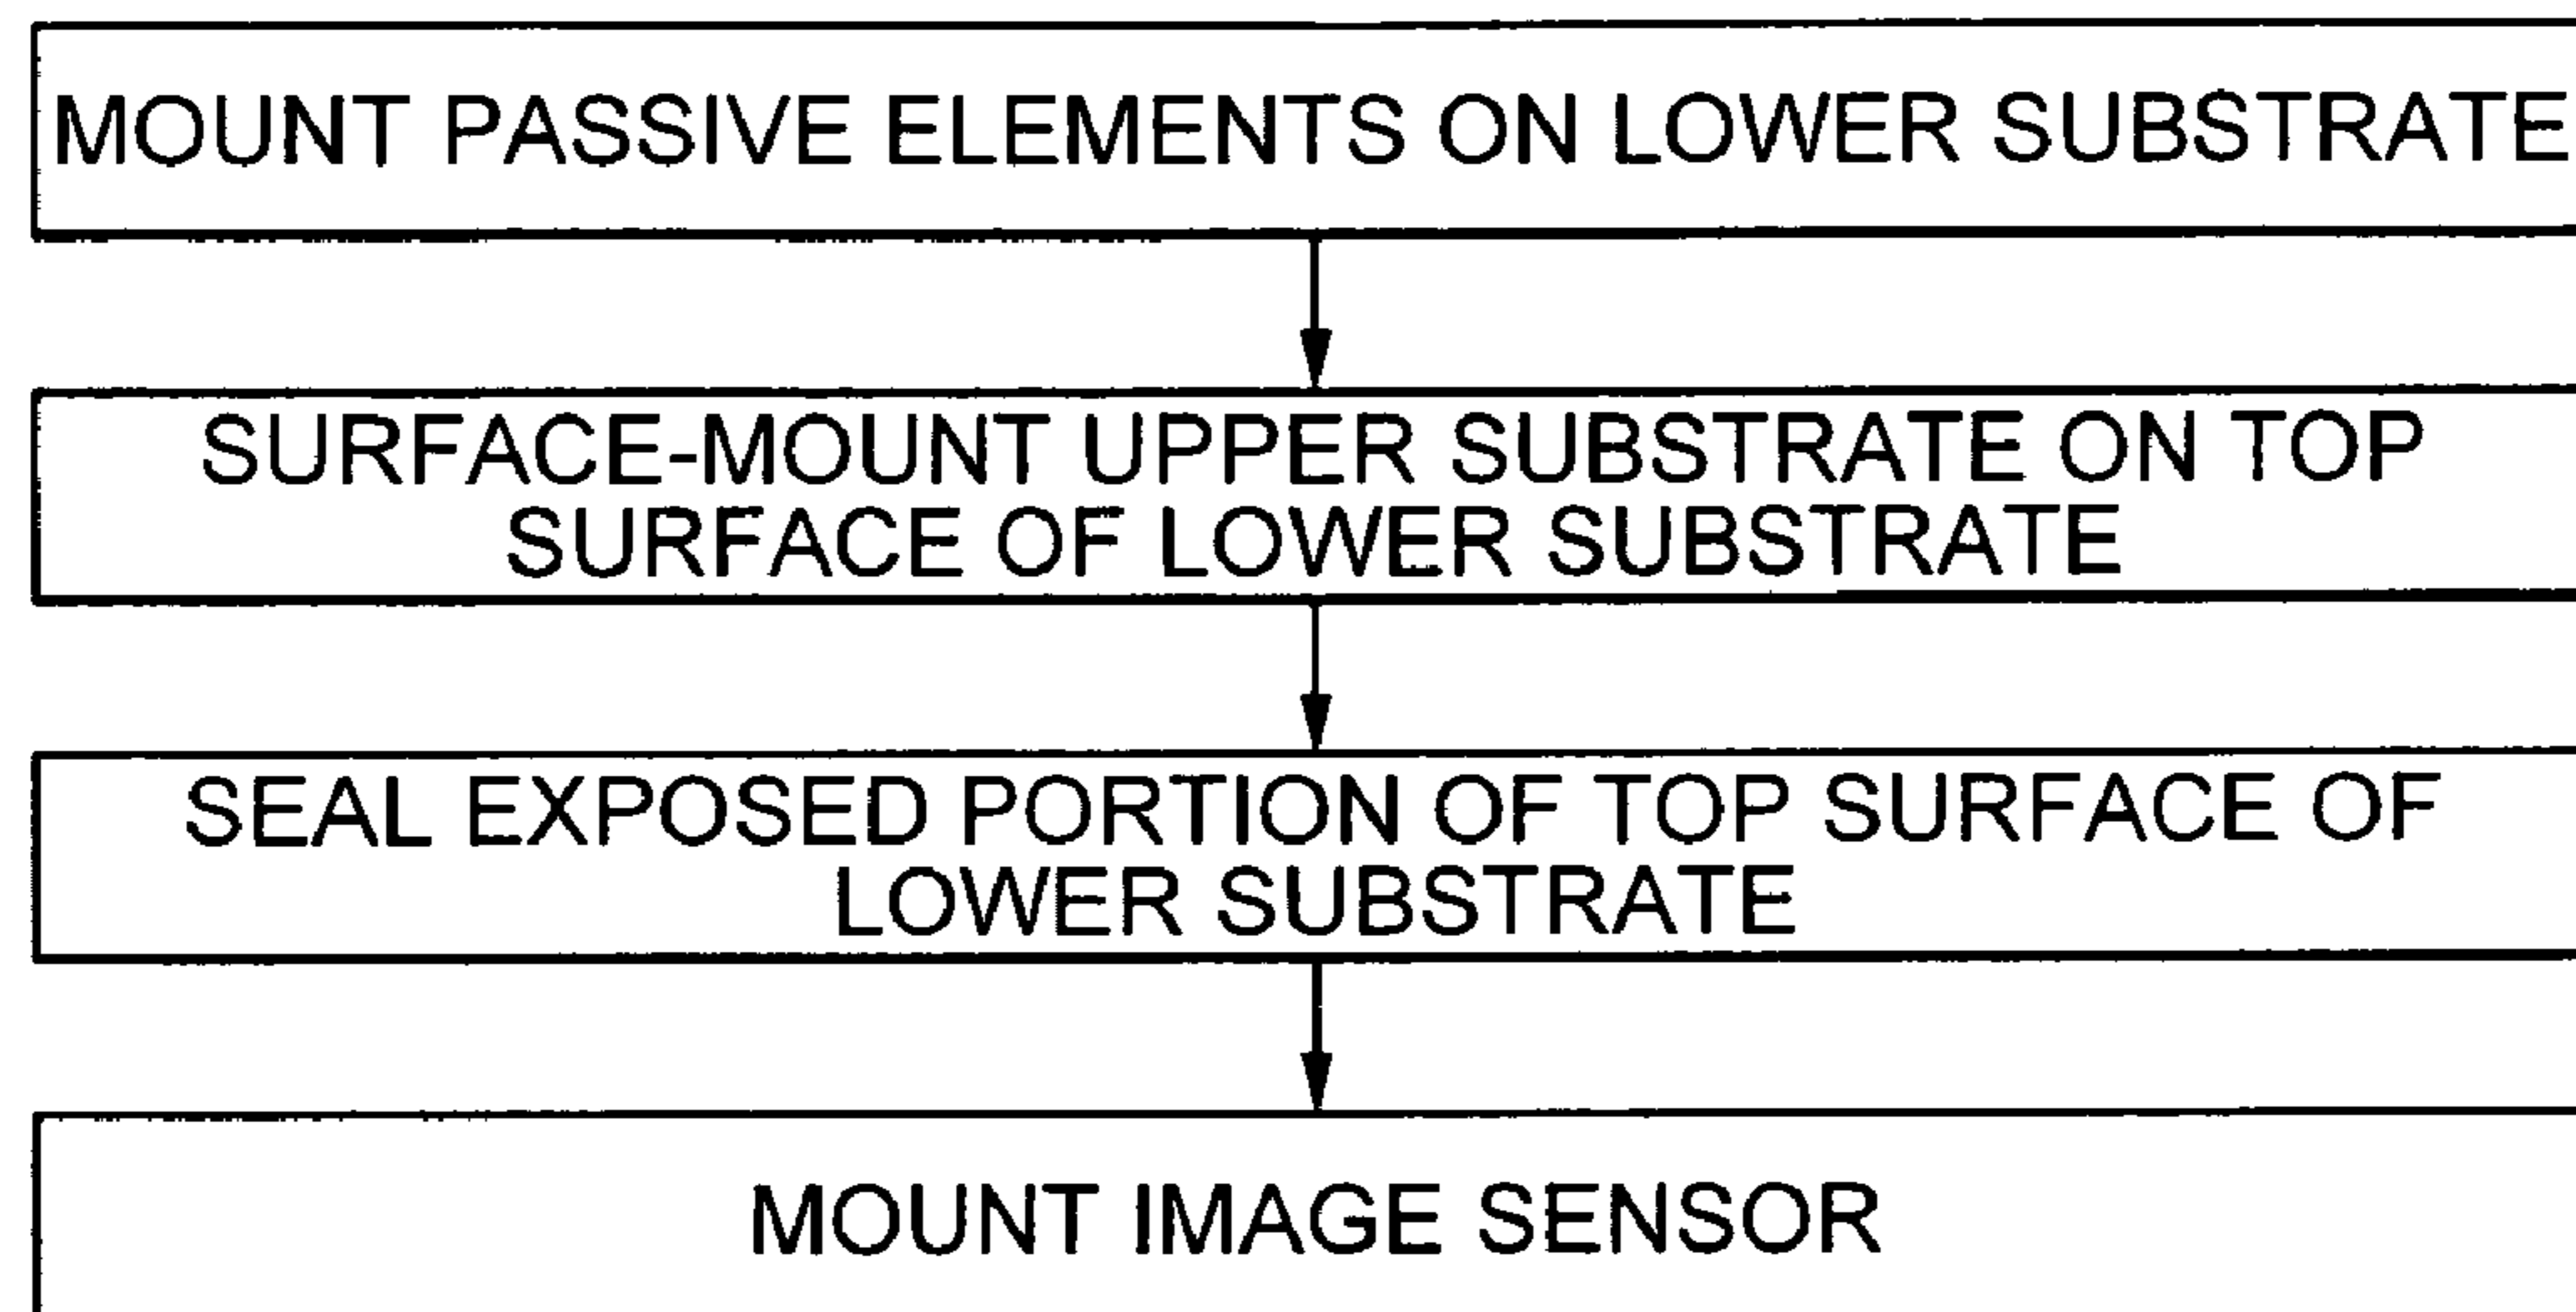 MOUNT PASSIVE ELEMENTS ON LOWER SUBSTRATE
SURFACE-MOUNT UPPER SUBSTRATE ON TOP
SURFACE OF LOWER SUBSTRATE
SEAL EXPOSED PORTION OF TOP SURFACE OF
LOWER SUBSTRATE
MOUNT IMAGE SENSOR